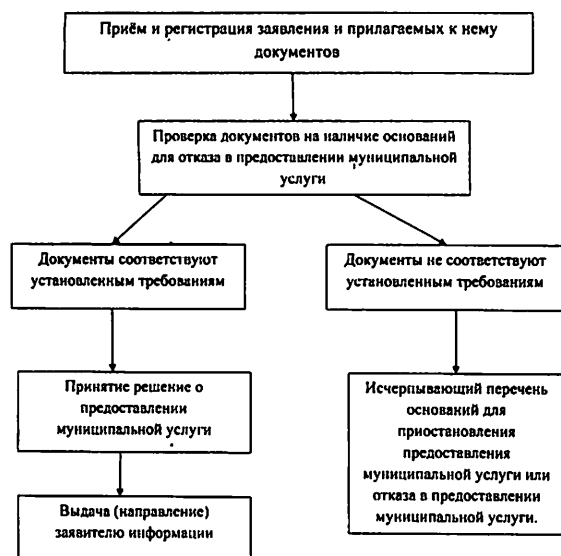 Приём и регистрация заявления и прилагаемых к нему
документов
Проверка документов на наличие оснований
для отказа в предоставлении муниципальной
услуги
Документы соответствуют
установленным требованиям
Документы не соответствуют
установленным требованиям
Принятие решение о
предоставлении
муниципальной услуги
Исчерпывающий перечень
оснований для
приостановления
предоставления
муниципальной услуги или
отказа в предоставлении
муниципальной услуги.
Выдача (направление)
заявителю информации